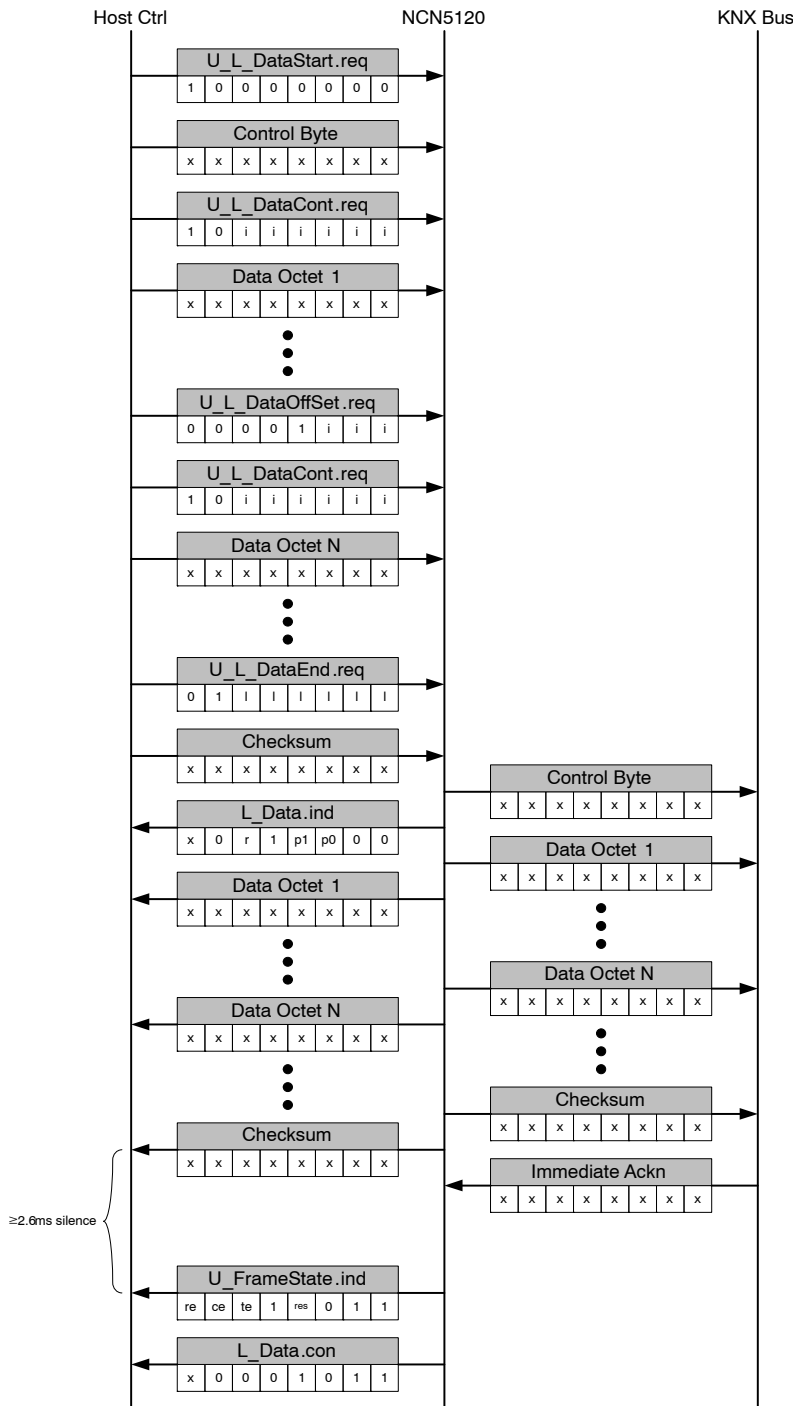 Host Ctrl NCN5120 KNX Bus
U_L_DataStart.req
1 0 0 0 0 0 0 0
Control Byte
x x x x x x x x
U_L_DataCont.req
1 0 i i i i i i
Data Octet 1
x x x x x x x x
U_L_DataOffSet.req
0 0 0 0 1 i i i
U_L_DataCont.req
1 0 i i i i i i
Data Octet N
x x x x x x x x
U_L_DataEnd.req
0 1 l l l l l l
Checksum
x x x x x x x x
Control Byte
x x x x x x x x
L_Data.ind
x 0 r 1 p1 p0 0 0
Data Octet 1
x x x x x x x x
Data Octet 1
x x x x x x x x
Data Octet N
x x x x x x x x
Data Octet N
x x x x x x x x
Checksum
x x x x x x x x
Checksum
x x x x x x x x
Immediate Ackn
x x x x x x x x
≥2.6ms silence
U_FrameState.ind
re ce te 1 res 0 1 1
L_Data.con
x 0 0 0 1 0 1 1